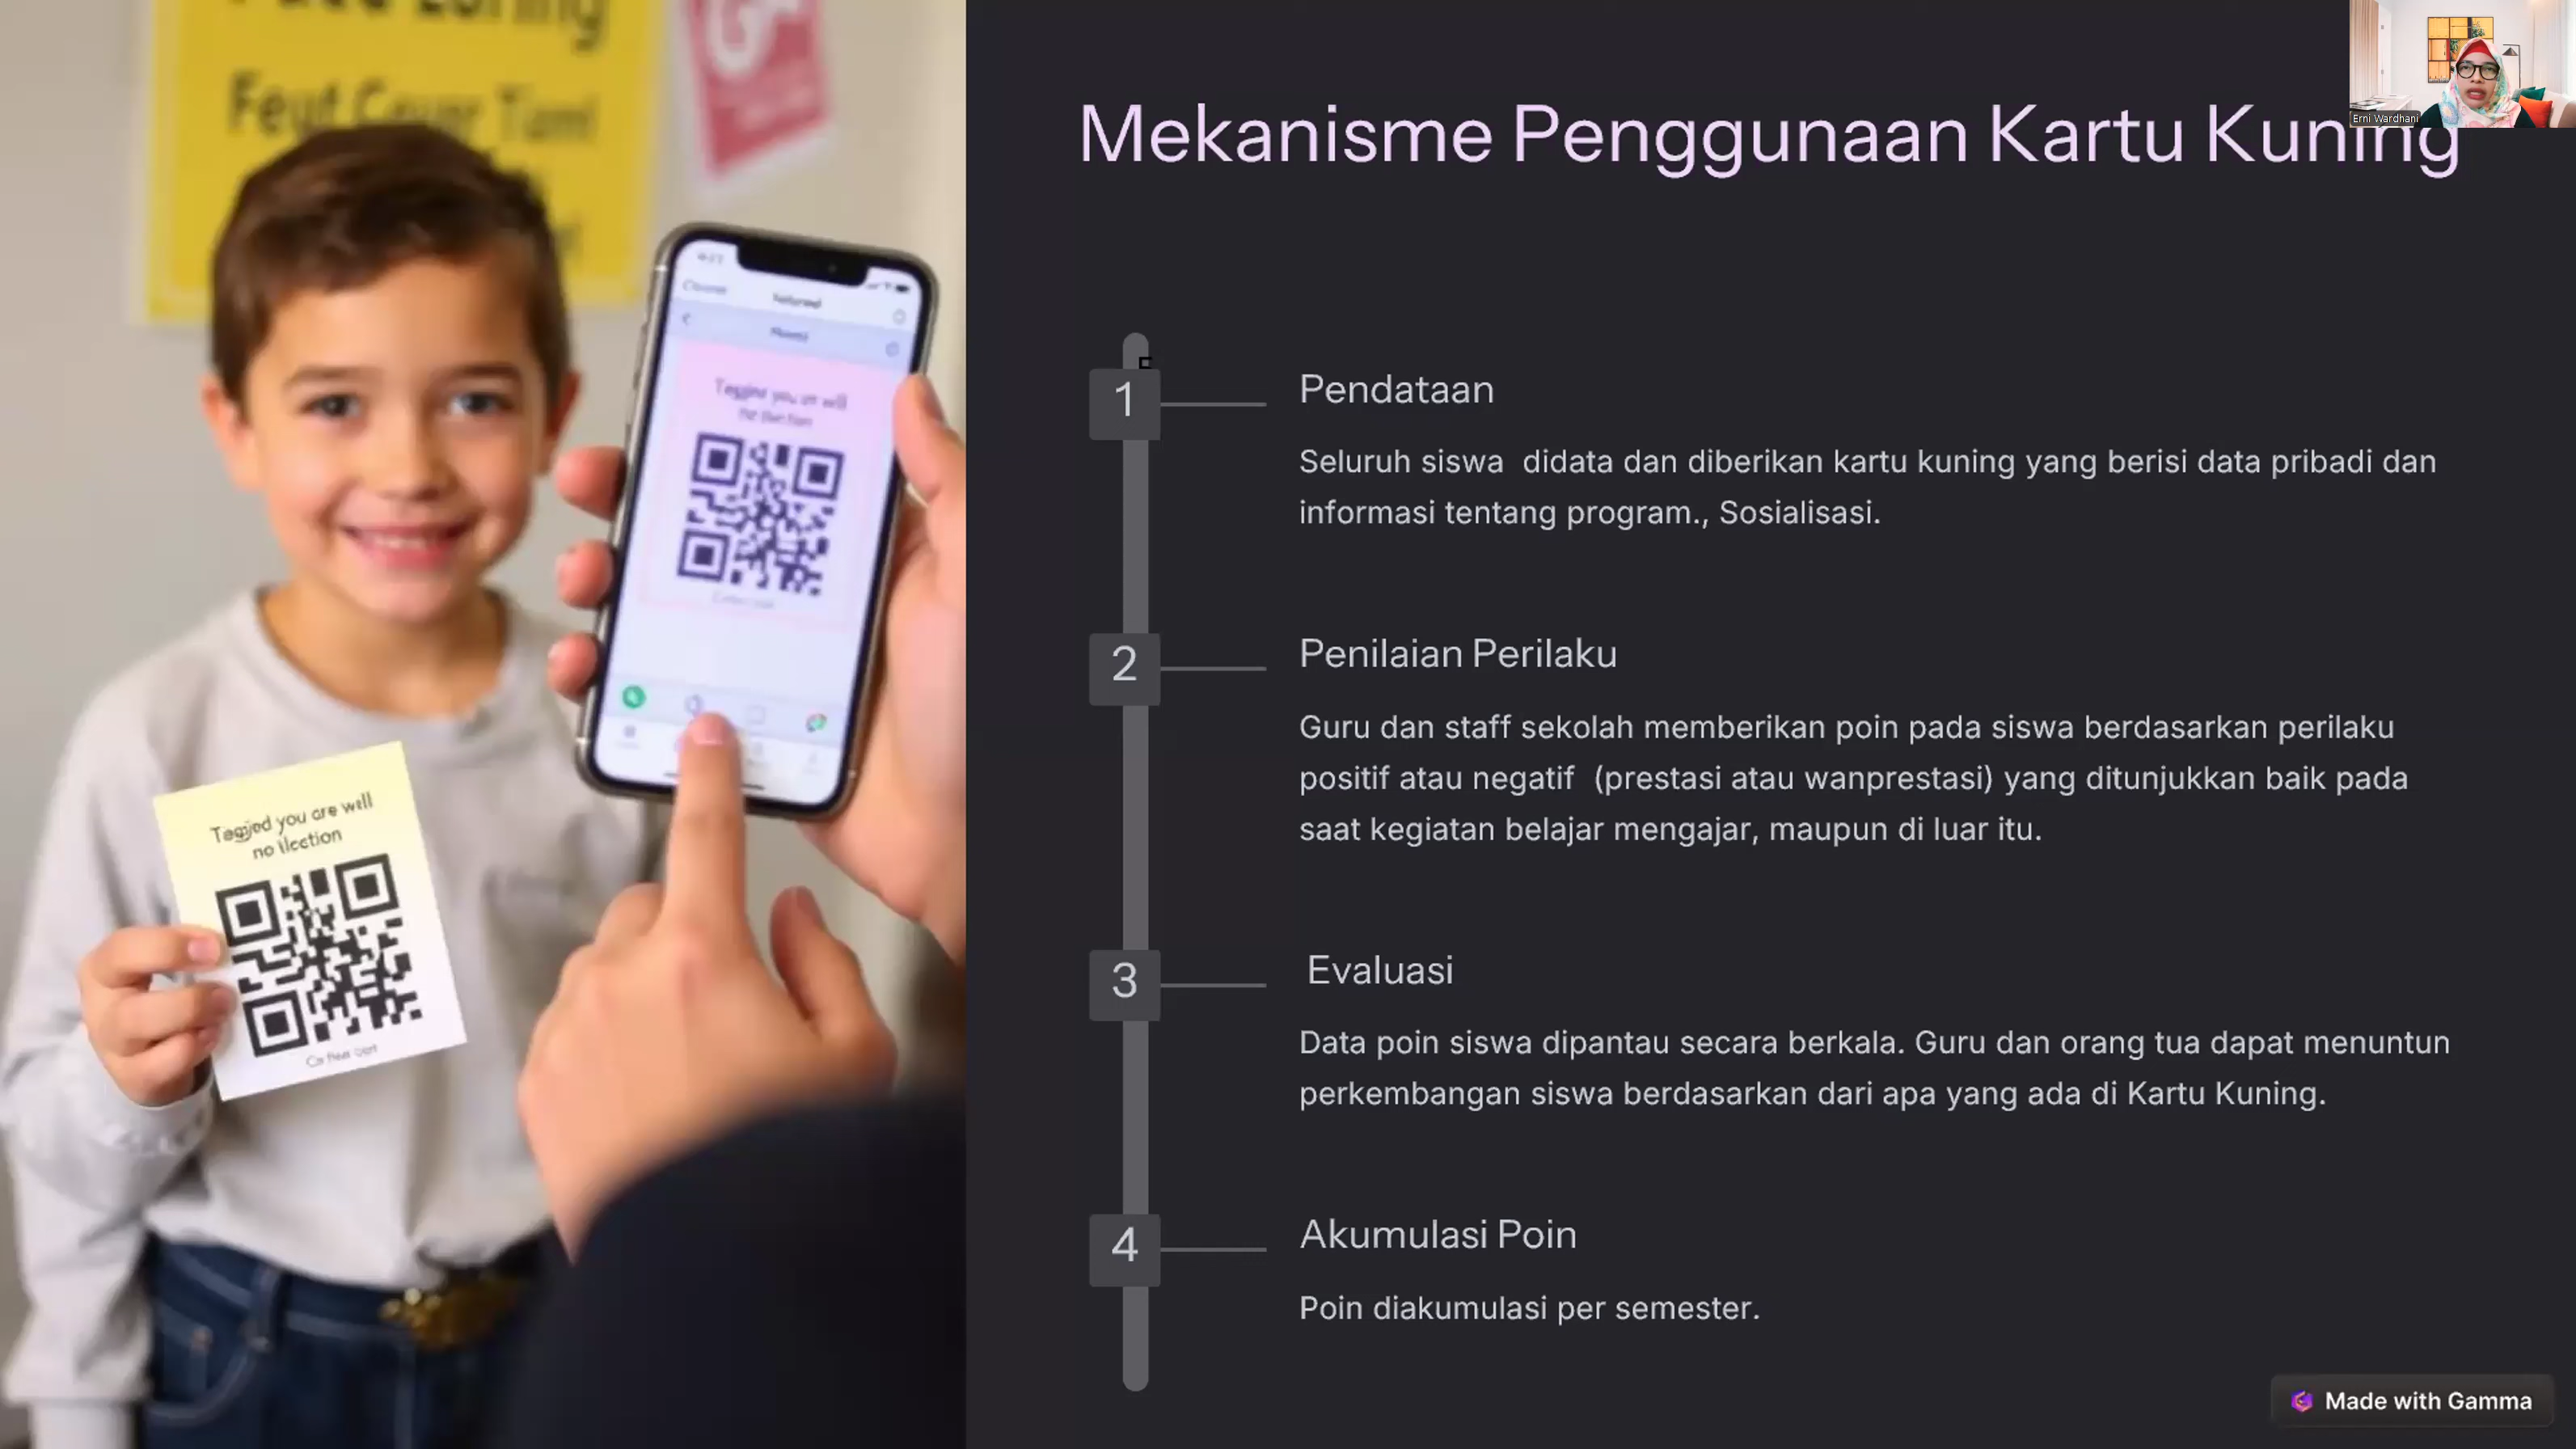 Mekanisme Penggunaan Kartu Kuning
Erni Wardhani
1
Pendataan
Seluruh siswa didata dan diberikan kartu kuning yang berisi data pribadi dan
informasi tentang program., Sosialisasi.
2
Penilaian Perilaku
Guru dan staff sekolah memberikan poin pada siswa berdasarkan perilaku
positif atau negatif (prestasi atau wanprestasi) yang ditunjukkan baik pada
saat kegiatan belajar mengajar, maupun di luar itu.
3
Evaluasi
Data poin siswa dipantau secara berkala. Guru dan orang tua dapat menuntun
perkembangan siswa berdasarkan dari apa yang ada di Kartu Kuning.
4
Akumulasi Poin
Poin diakumulasi per semester.
you are well
no
Made with Gamma